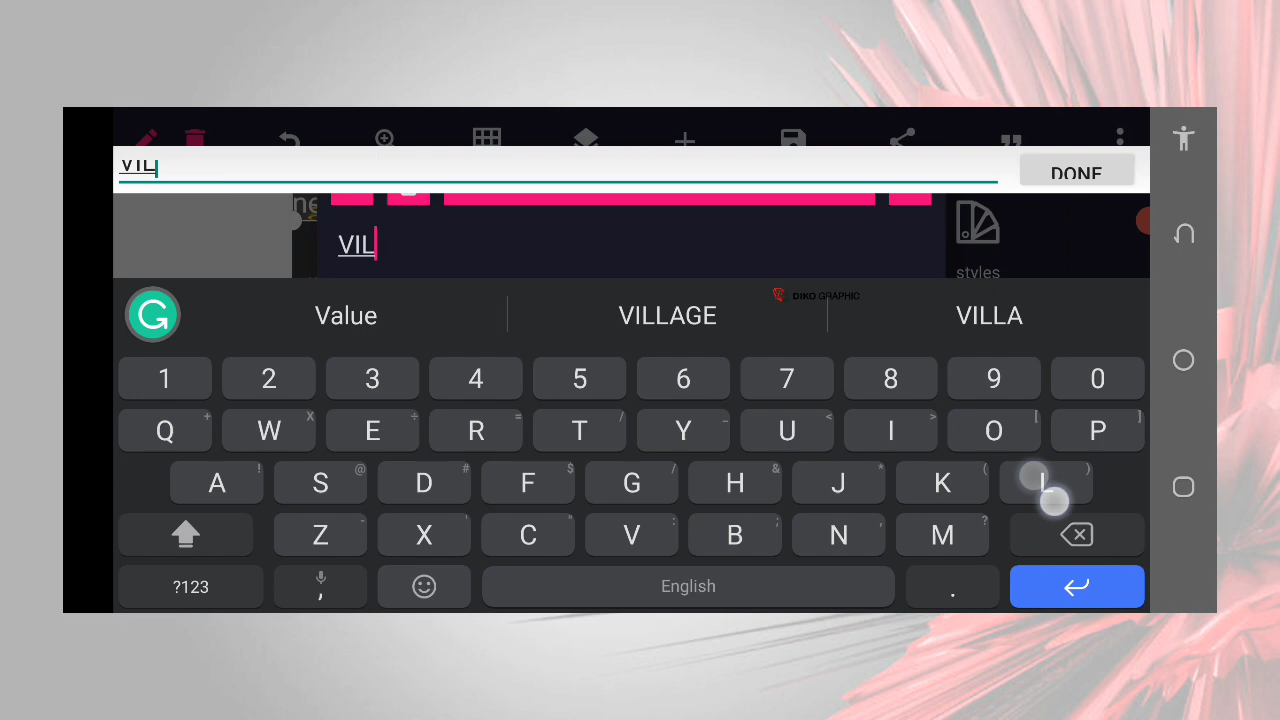 VIL
DONE
VIL
styles
DIKO GRAPHIC
Value VILLAGE VILLA
1 2 3 4 5 6 7 8 9 0
Q + W X E ÷ R = T / Y _ U < I > O [ P ]
A ! S @ D # F $ G / H & J * K ( L )
Z - X ' C " V : B ; N , M ?
?123 , English .